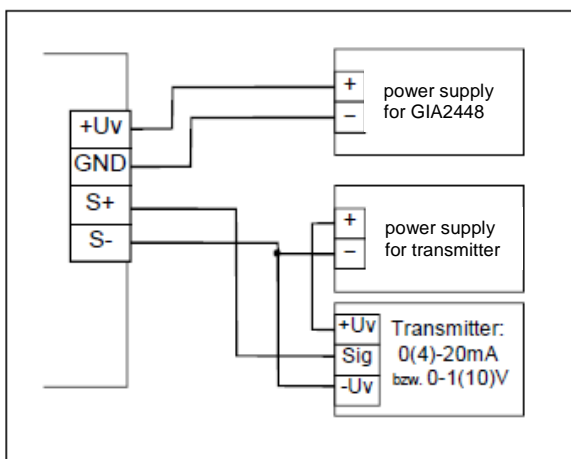 +Uv
GND
S+
S-
+
−
power supply
for GIA2448
+
−
power supply
for transmitter
+Uv
Sig
-Uv
Transmitter:
0(4)-20mA
bzw. 0-1(10)V